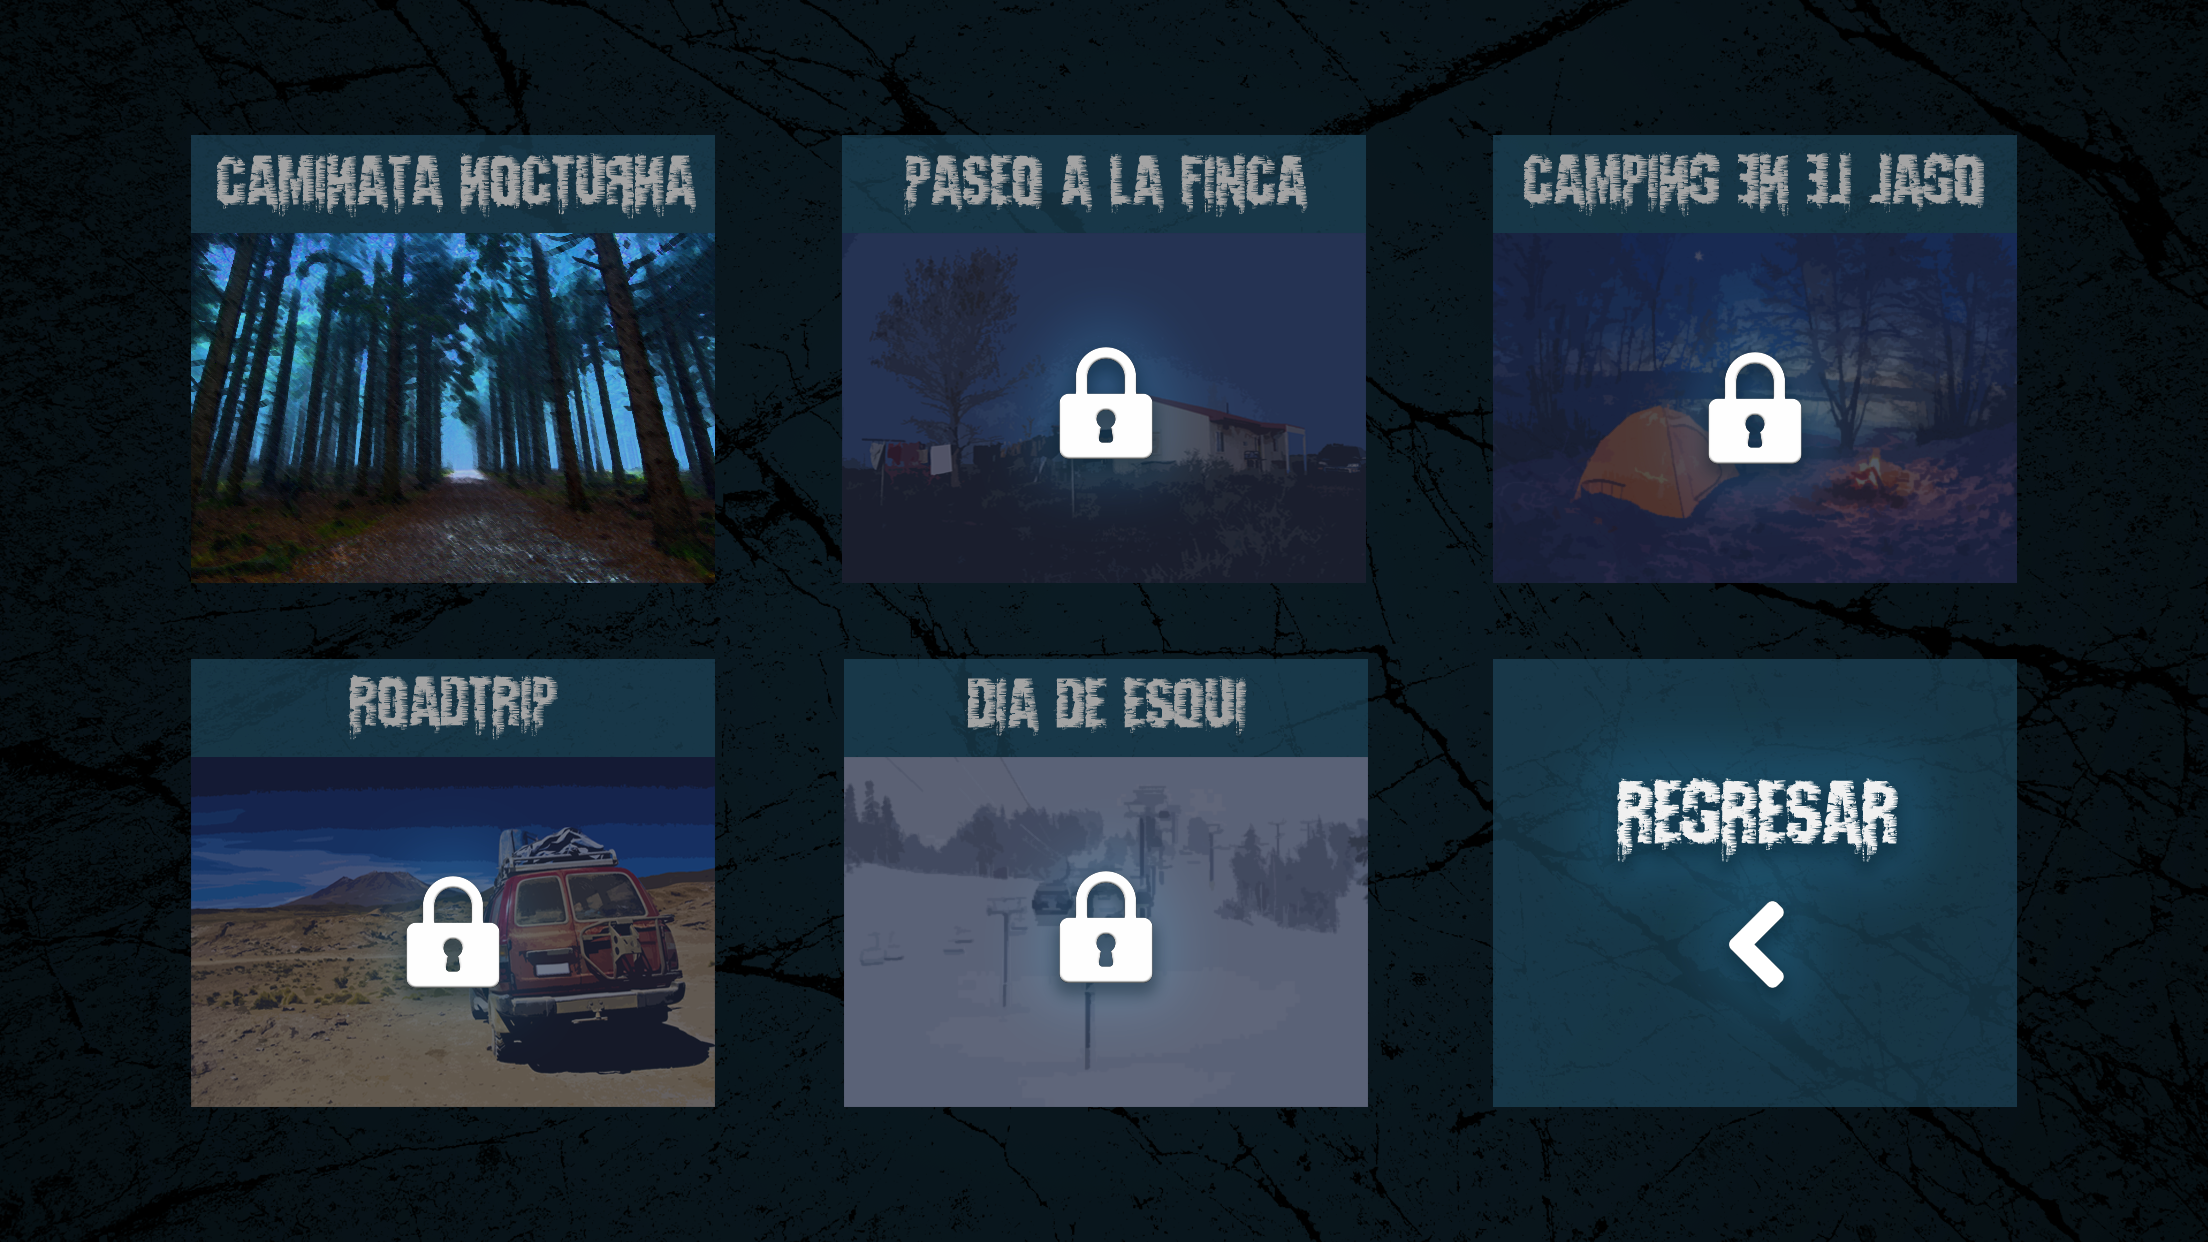 CAMINATA NOCTURNA
PASEO A LA FINCA
CAMPING EN EL LAGO
ROADTRIP
DIA DE ESQUI
REGRESAR